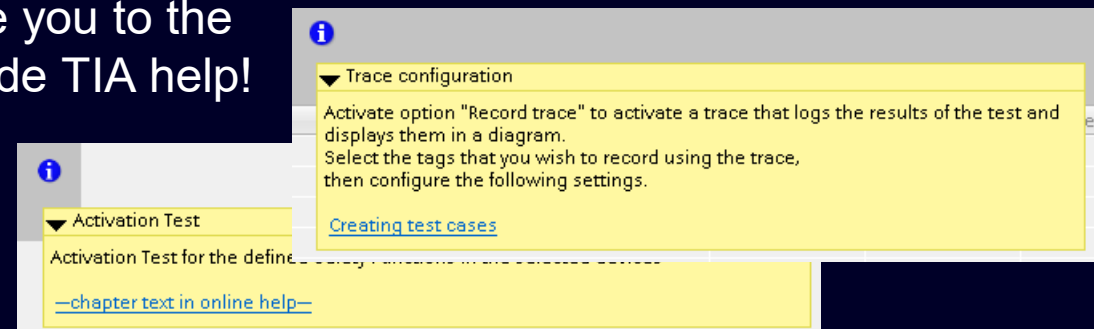 e you to the
de TIA help!
Trace configuration
Activate option "Record trace" to activate a trace that logs the results of the test and
displays them in a diagram.
Select the tags that you wish to record using the trace,
then configure the following settings.
Creating test cases
Activation Test
Activation Test for the define
—chapter text in online help—